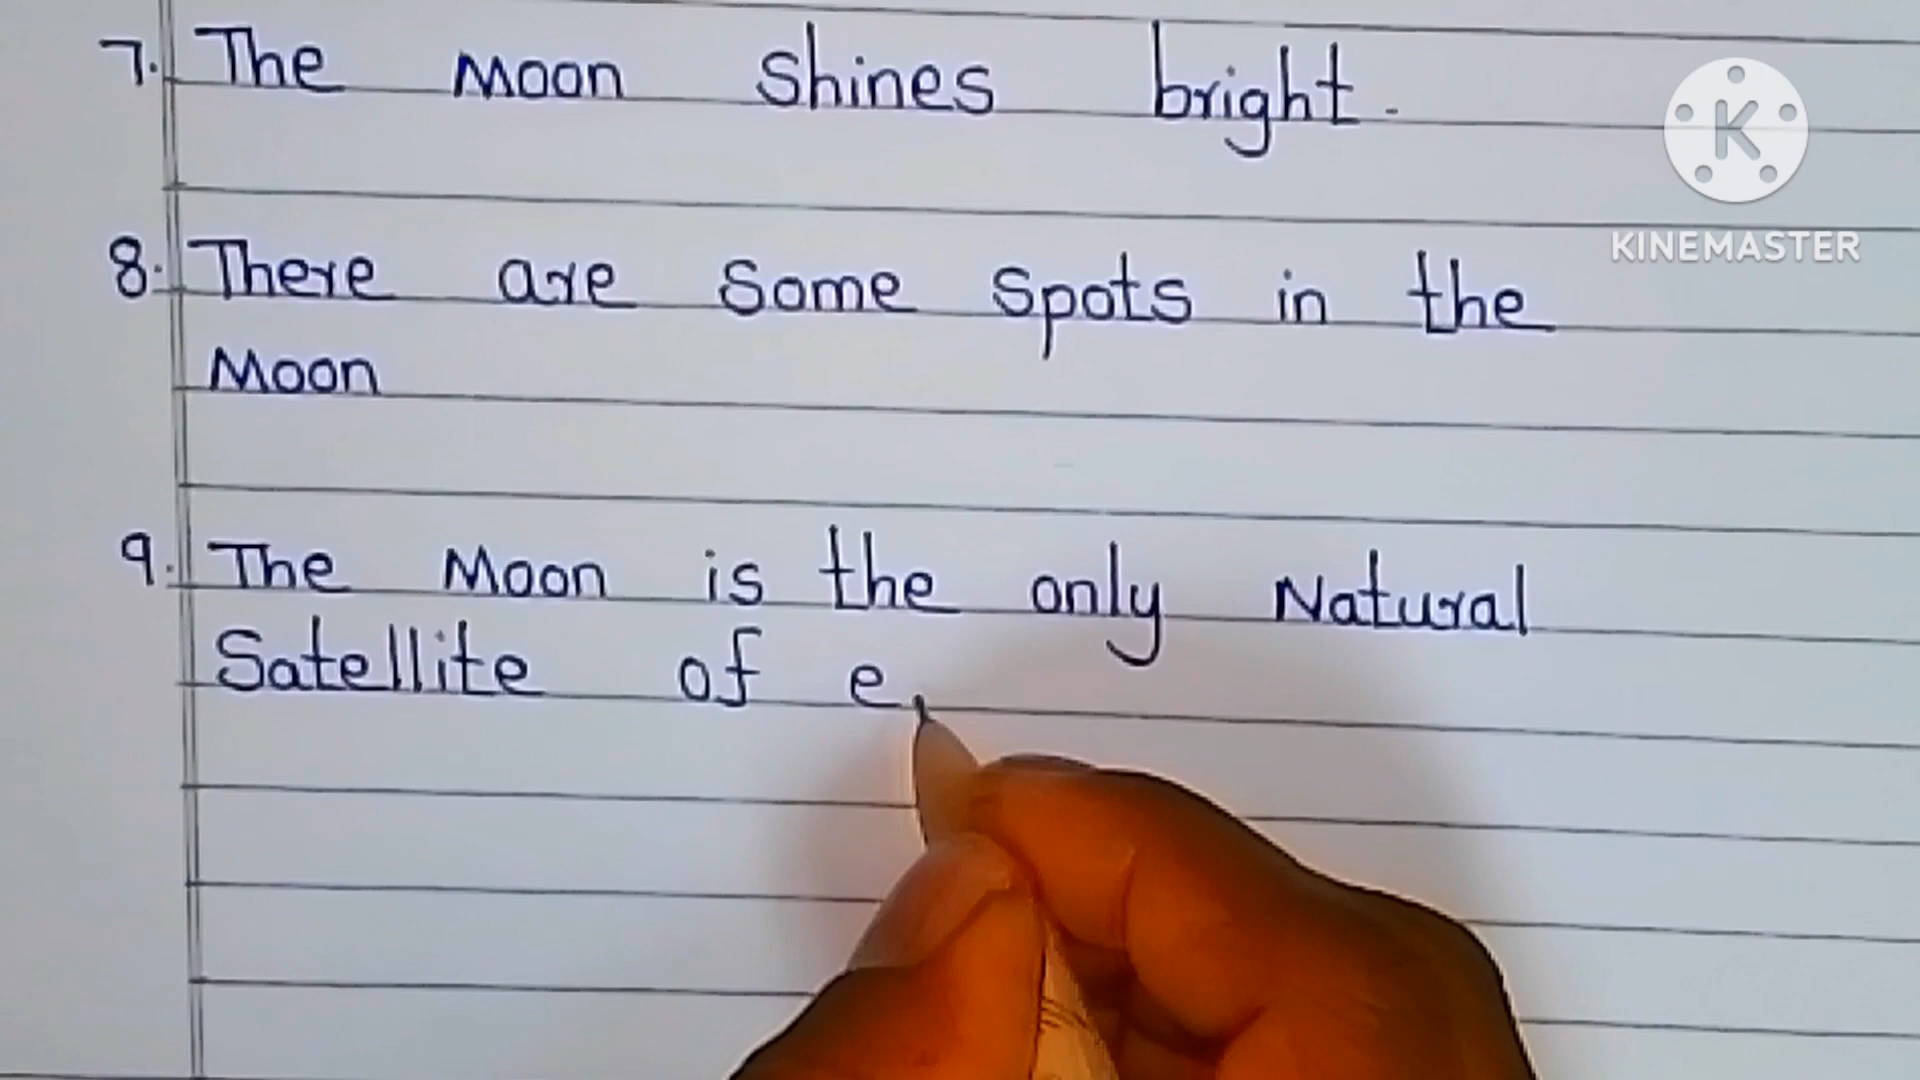 7. The Moon Shines bright.
K
KINEMASTER
8. There are Some Spots in the
Moon
9. The Moon is the only Natural
Satellite of e